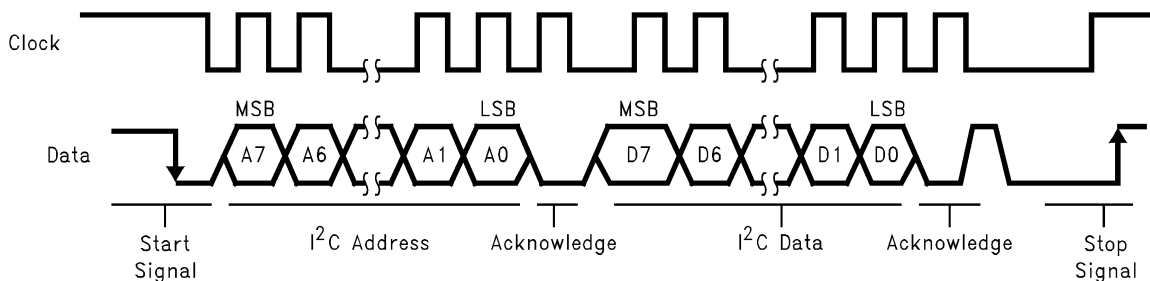 Clock
MSB LSB MSB LSB
Data A7 A6 A1 A0 D7 D6 D1 D0
Start Signal
I²C Address
Acknowledge
I²C Data
Acknowledge
Stop Signal